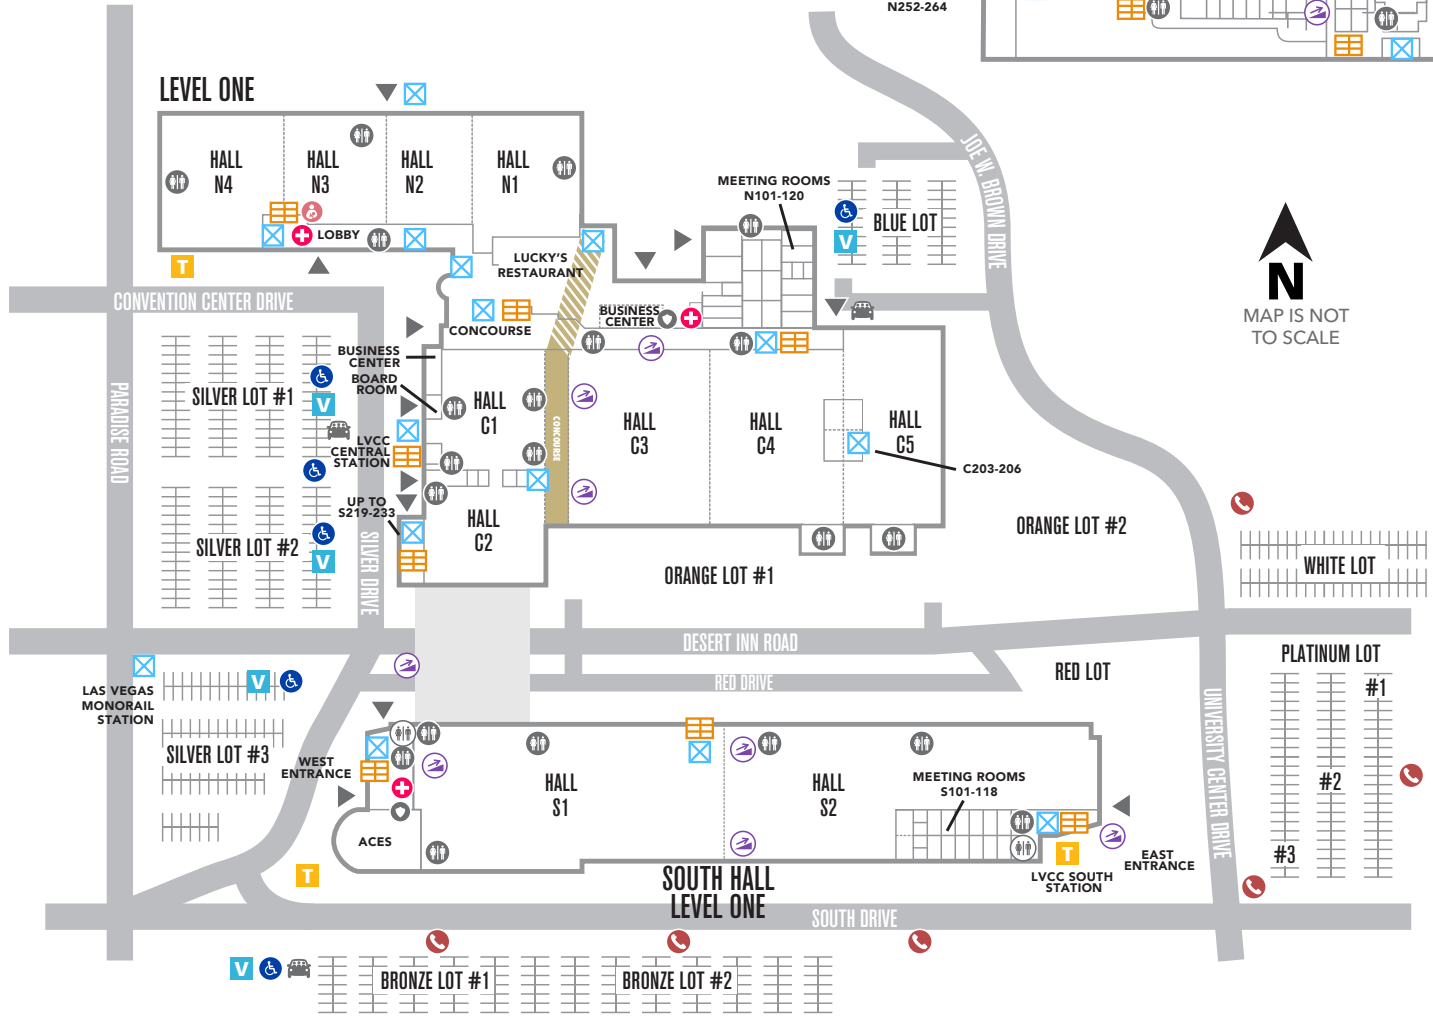 N252-264
LEVEL ONE
HALL
N4
HALL
N3
HALL
N2
HALL
N1
LOBBY
T
MEETING ROOMS
N101-120
V
BLUE LOT
JOE W. BROWN DRIVE
N
MAP IS NOT
TO SCALE
LUCKY'S
RESTAURANT
CONVENTION CENTER DRIVE
CONCOURSE
BUSINESS
CENTER
BUSINESS
CENTER
BOARD
ROOM
SILVER LOT #1
V
PARADISE ROAD
LVCC
CENTRAL
STATION
HALL
C1
CONCOURSE
HALL
C3
HALL
C4
HALL
C5
C203-206
UP TO
S219-233
HALL
C2
SILVER LOT #2
V
SILVER DRIVE
ORANGE LOT #1
ORANGE LOT #2
WHITE LOT
DESERT INN ROAD
RED DRIVE
RED LOT
PLATINUM LOT
#1
#2
#3
UNIVERSITY CENTER DRIVE
LAS VEGAS
MONORAIL
STATION
V
SILVER LOT #3
WEST
ENTRANCE
ACES
HALL
S1
HALL
S2
MEETING ROOMS
S101-118
T
T
LVCC SOUTH
STATION
EAST
ENTRANCE
SOUTH HALL
LEVEL ONE
SOUTH DRIVE
V
BRONZE LOT #1
BRONZE LOT #2